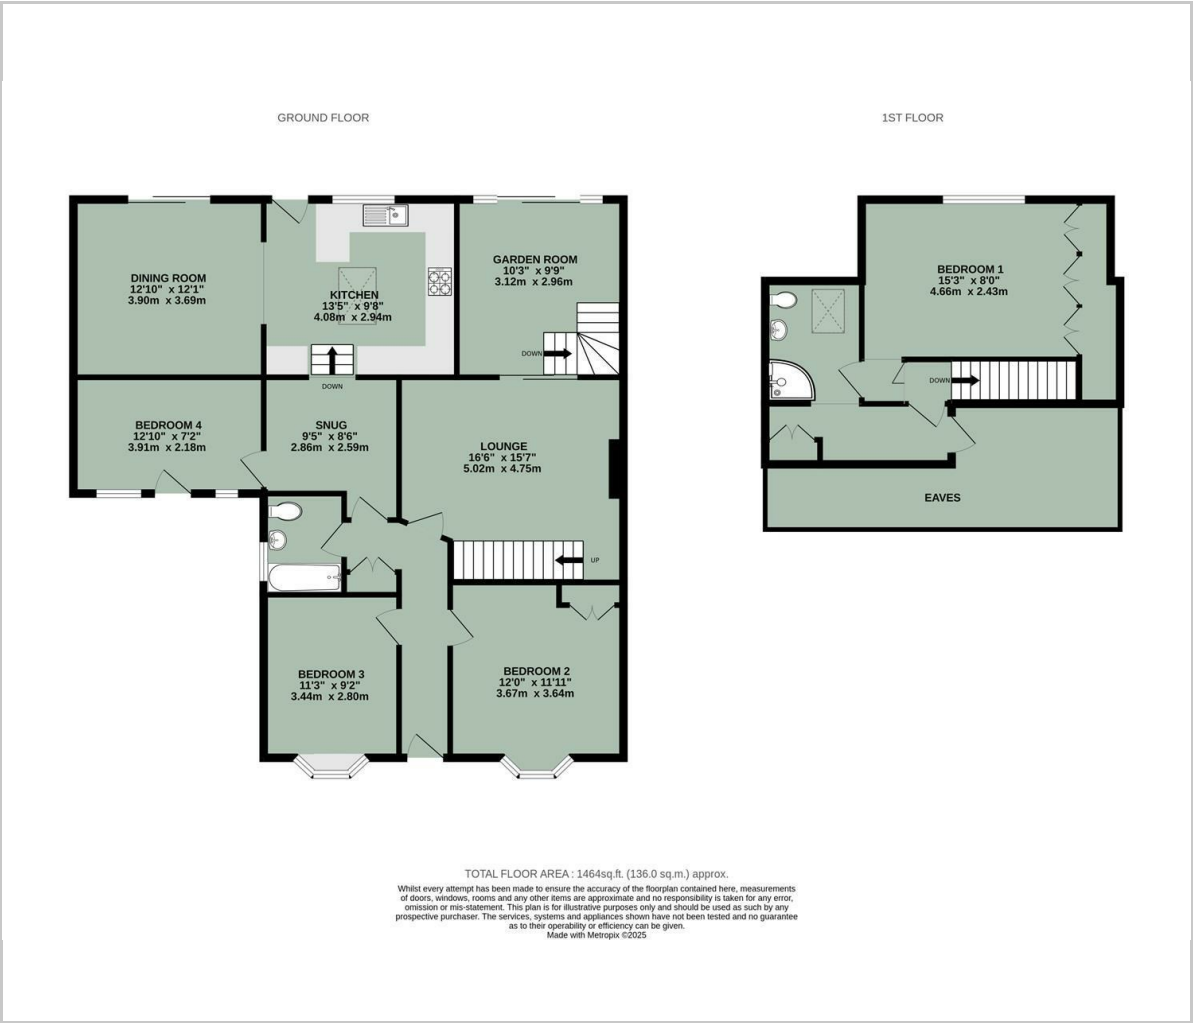 GROUND FLOOR
1ST FLOOR
DINING ROOM
12'10" x 12'1"
3.90m x 3.69m
KITCHEN
13'5" x 9'8"
4.08m x 2.94m
GARDEN ROOM
10'3" x 9'9"
3.12m x 2.96m
DOWN
DOWN
BEDROOM 4
12'10" x 7'2"
3.91m x 2.18m
SNUG
9'5" x 8'6"
2.86m x 2.59m
LOUNGE
16'6" x 15'7"
5.02m x 4.75m
UP
BEDROOM 3
11'3" x 9'2"
3.44m x 2.80m
BEDROOM 2
12'0" x 11'11"
3.67m x 3.64m
BEDROOM 1
15'3" x 8'0"
4.66m x 2.43m
DOWN
EAVES
TOTAL FLOOR AREA : 1464sq.ft. (136.0 sq.m.) approx.
Whilst every attempt has been made to ensure the accuracy of the floorplan contained here, measurements
of doors, windows, rooms and any other items are approximate and no responsibility is taken for any error,
omission or mis-statement. This plan is for illustrative purposes only and should be used as such by any
prospective purchaser. The services, systems and appliances shown have not been tested and no guarantee
as to their operability or efficiency can be given.
Made with Metropix ©2025